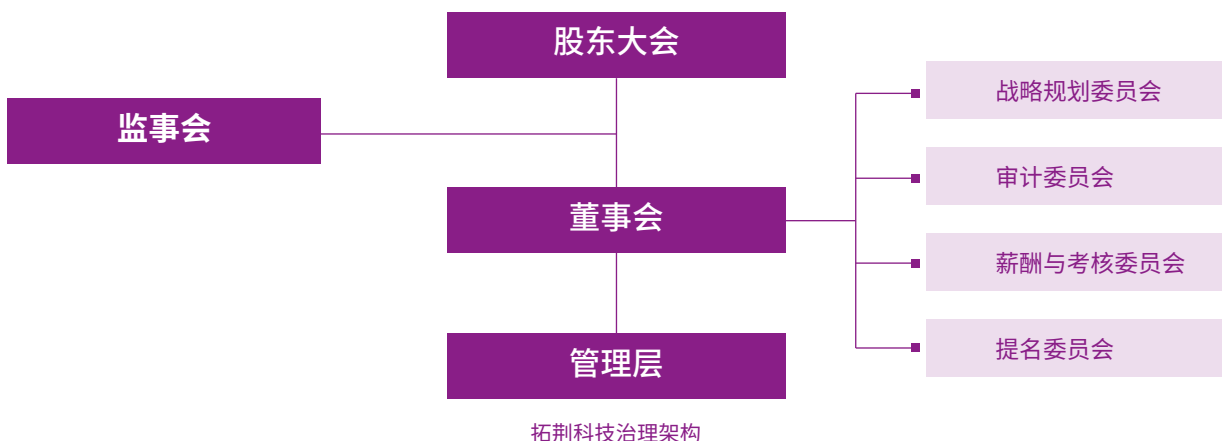 股东大会
监事会
董事会
管理层
战略规划委员会
审计委员会
薪酬与考核委员会
提名委员会
拓荆科技治理架构